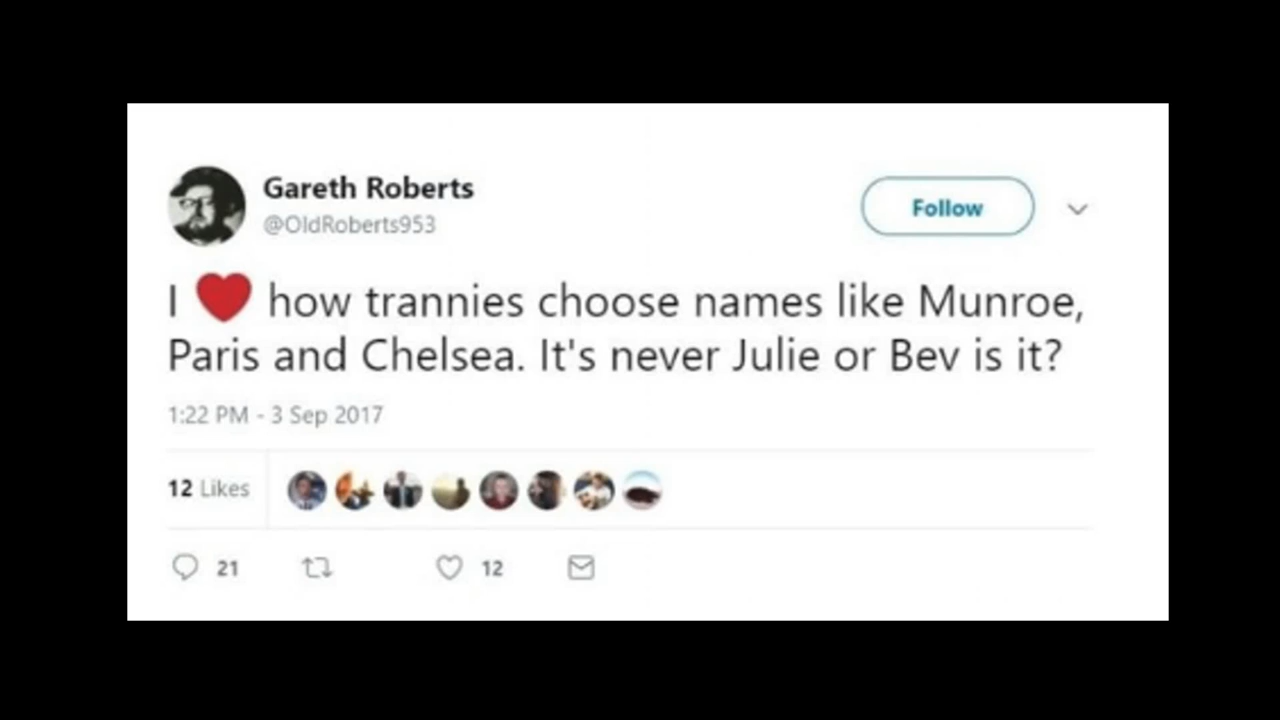 Gareth Roberts
@OldRoberts953
Follow
I ❤ how trannies choose names like Munroe,
Paris and Chelsea. It's never Julie or Bev is it?
1:22 PM - 3 Sep 2017
12 Likes
21
12